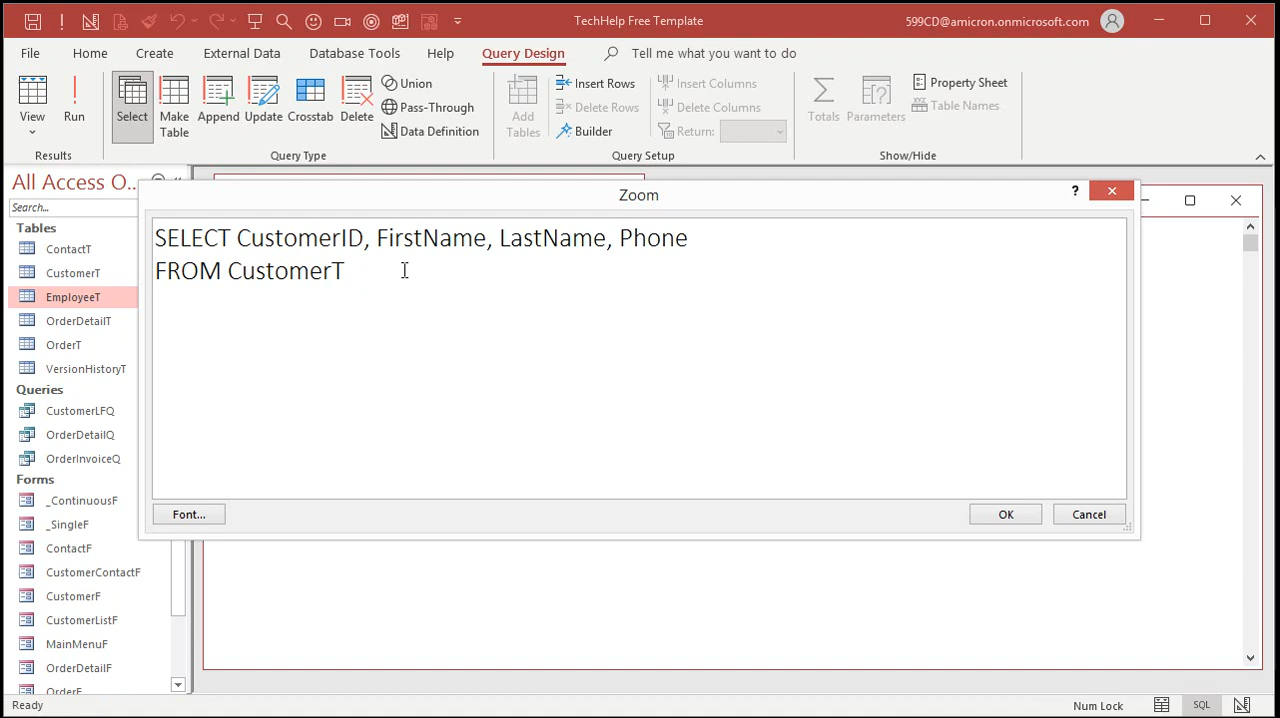 TechHelp Free Template
599CD@amicron.onmicrosoft.com
File Home Create External Data Database Tools Help Query Design Tell me what you want to do
View
Run
Select
Make
Table
Append
Update
Crosstab
Delete
Union
Pass-Through
Data Definition
Add
Tables
Insert Rows
Delete Rows
Builder
Insert Columns
Delete Columns
Return:
Totals
Parameters
Property Sheet
Table Names
Results
Query Type
Query Setup
Show/Hide
All Access O...
Search...
Tables
ContactT
CustomerT
EmployeeT
OrderDetailT
OrderT
VersionHistoryT
Queries
CustomerLFQ
OrderDetailQ
OrderInvoiceQ
Forms
_ContinuousF
_SingleF
ContactF
CustomerContactF
CustomerF
CustomerListF
MainMenuF
OrderDetailF
OrderF
Zoom
?
SELECT CustomerID, FirstName, LastName, Phone
FROM CustomerT
Font...
OK
Cancel
Ready
Num Lock
SQL